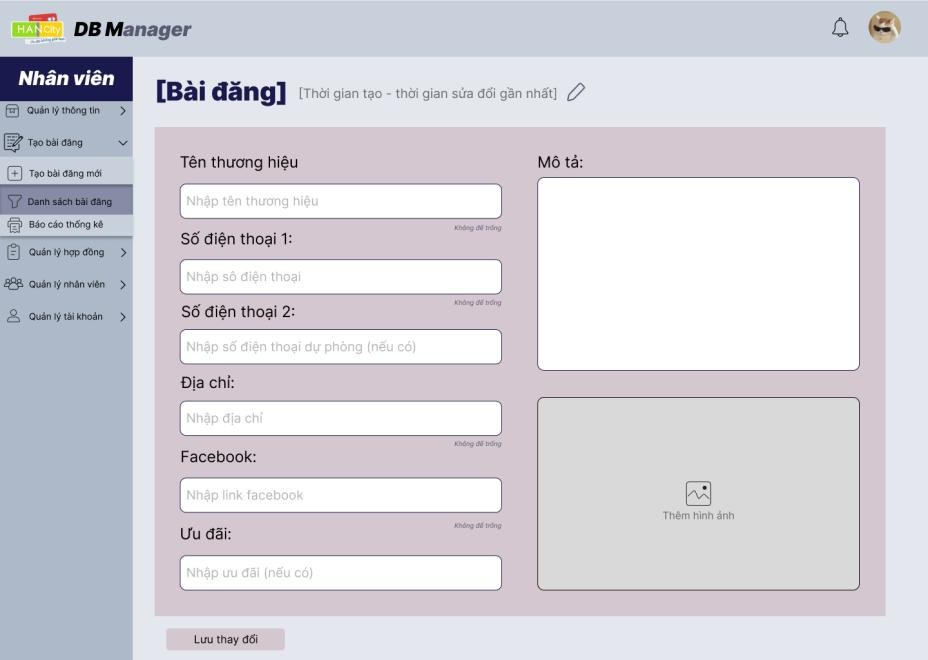 HANCity
DB Manager
Nhân viên
Quản lý thông tin
Tạo bài đăng
Tạo bài đăng mới
Danh sách bài đăng
Báo cáo thống kê
Quản lý hợp đồng
Quản lý nhân viên
Quản lý tài khoản
[Bài đăng] [Thời gian tạo - thời gian sửa đổi gần nhất]
Tên thương hiệu
Nhập tên thương hiệu
Không để trống
Số điện thoại 1:
Nhập sô điện thoại
Không để trống
Số điện thoại 2:
Nhập số điện thoại dự phòng (nếu có)
Địa chỉ:
Nhập địa chỉ
Không để trống
Facebook:
Nhập link facebook
Không để trống
Ưu đãi:
Nhập ưu đãi (nếu có)
Mô tả:
Thêm hình ảnh
Lưu thay đổi